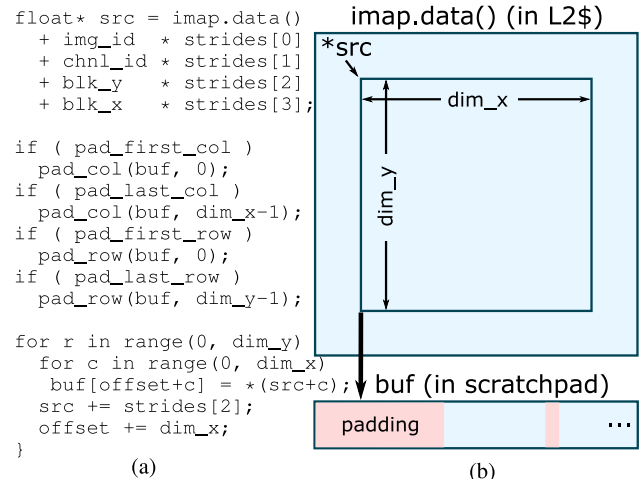 float* src = imap.data()
  + img_id  * strides[0]
  + chnl_id * strides[1]
  + blk_y   * strides[2]
  + blk_x   * strides[3];

if ( pad_first_col )
  pad_col(buf, 0);
if ( pad_last_col )
  pad_col(buf, dim_x-1);
if ( pad_first_row )
  pad_row(buf, 0);
if ( pad_last_row )
  pad_row(buf, dim_y-1);

for r in range(0, dim_y)
  for c in range(0, dim_x)
   buf[offset+c] = *(src+c);
  src += strides[2];
  offset += dim_x;
}
(a)
imap.data() (in L2$)
*src
dim_x
dim_y
buf (in scratchpad)
padding
...
(b)